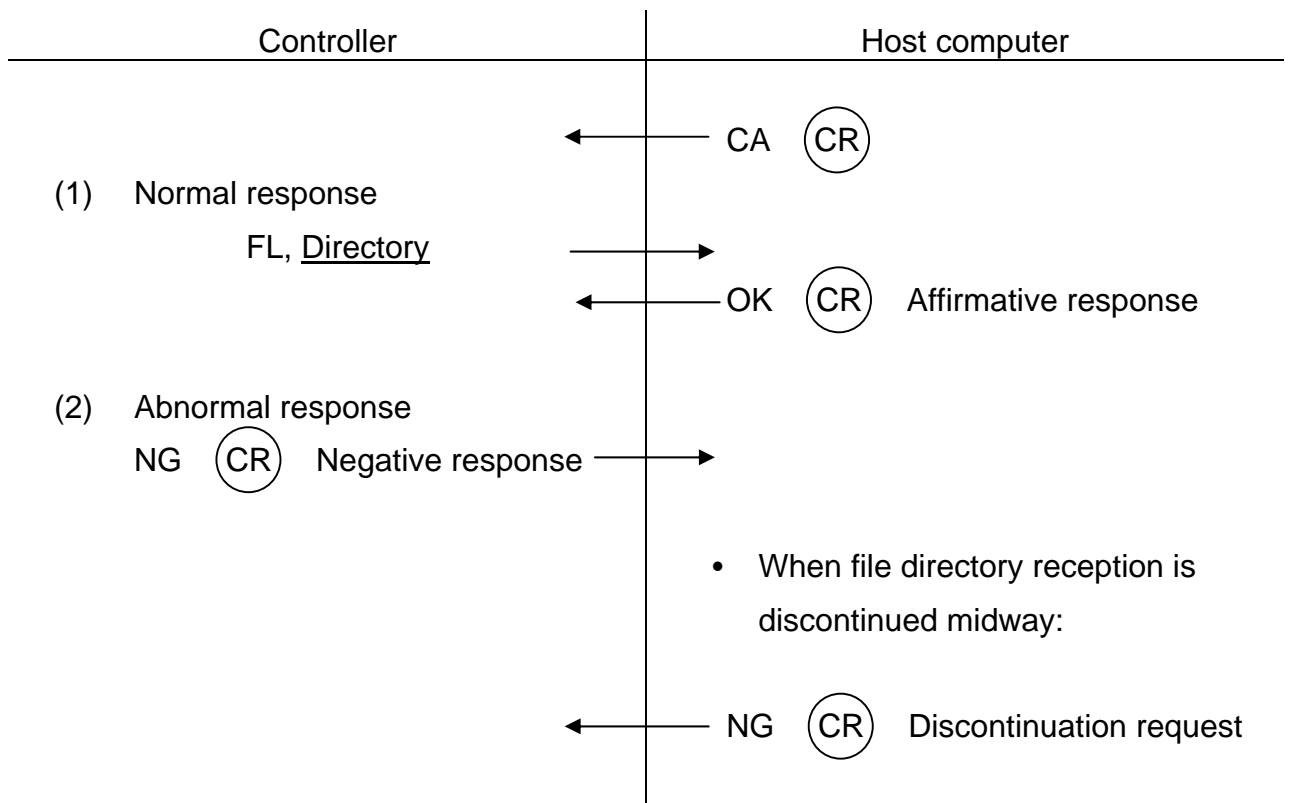 Controller Host computer
CA CR
(1) Normal response
FL, Directory
OK CR Affirmative response
(2) Abnormal response
NG CR Negative response
• When file directory reception is
discontinued midway:
NG CR Discontinuation request